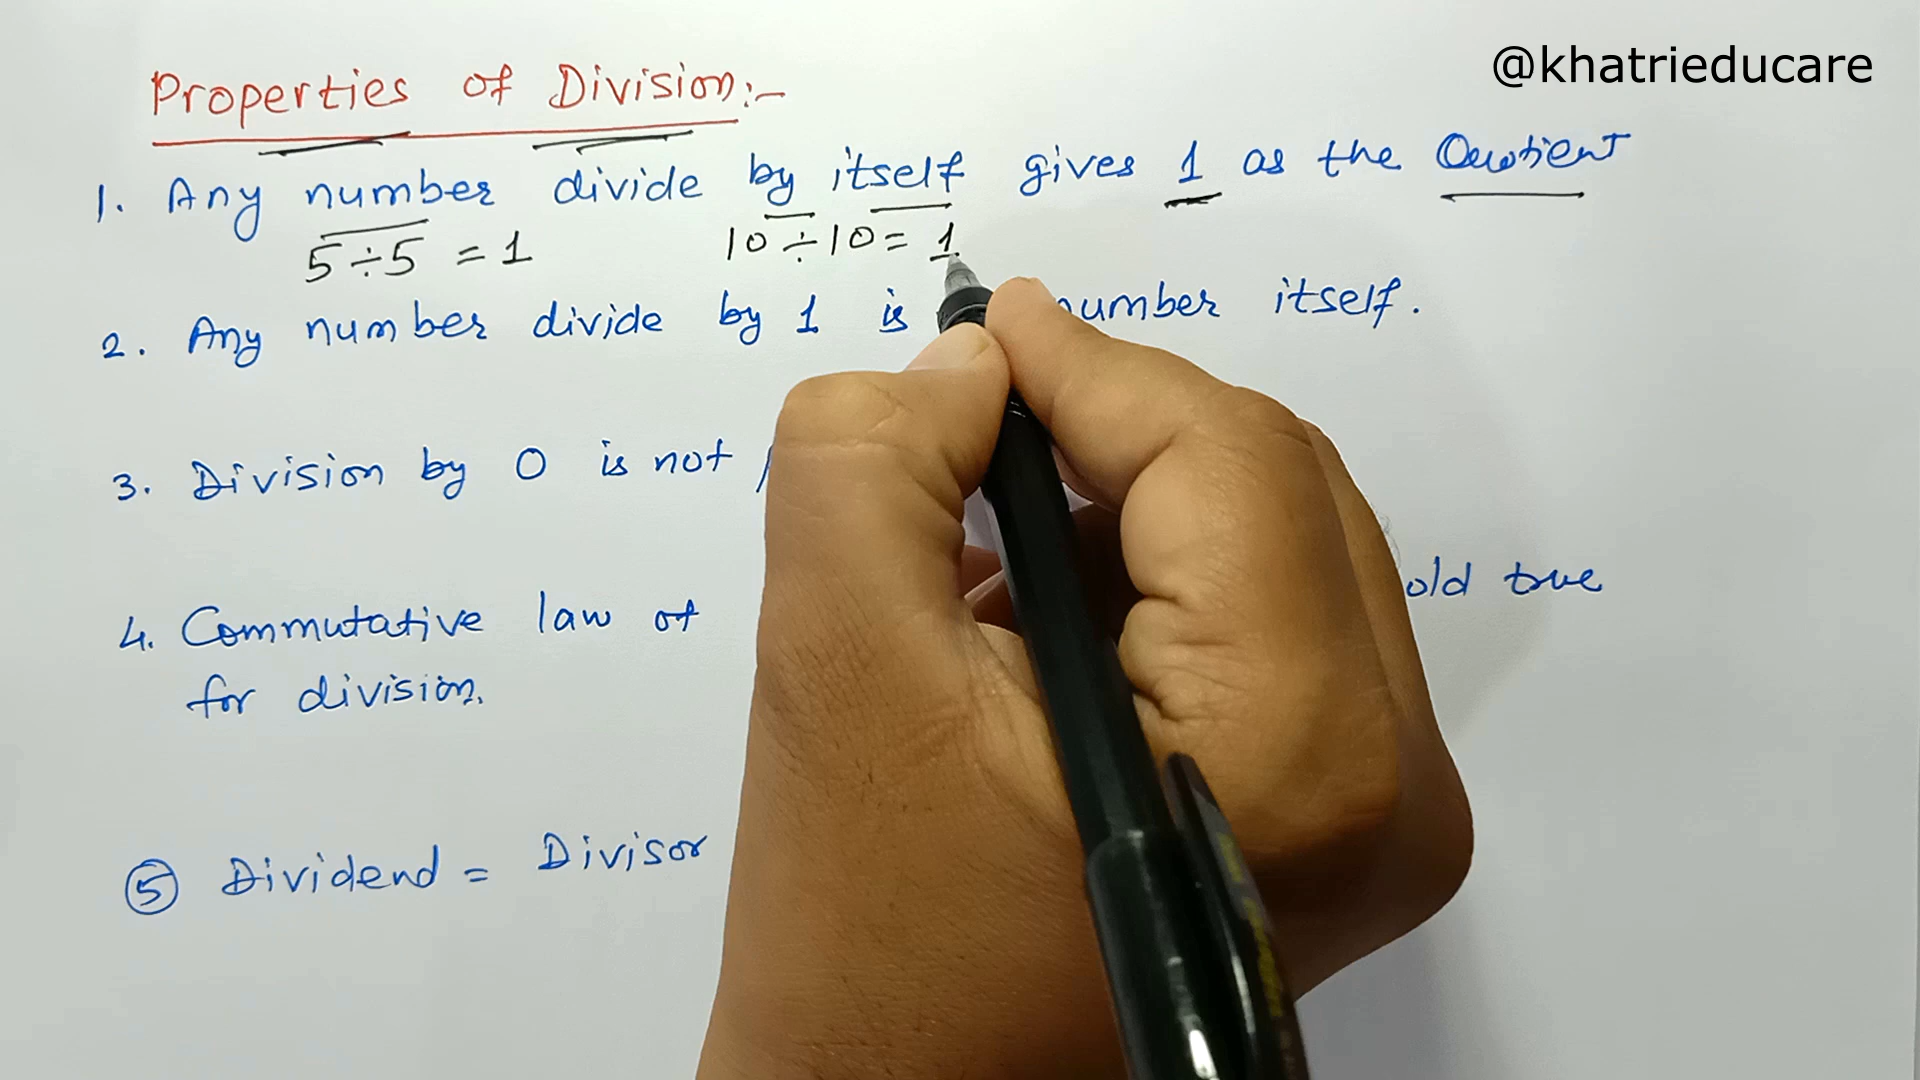 @khatrieducare
Properties of Division:-
1. Any number divide by itself gives 1 as the Quotient
5÷5 = 1 10÷10= 1
2. Any number divide by 1 is number itself.
3. Division by 0 is not
4. Commutative law of old true
for division.
5 Dividend = Divisor